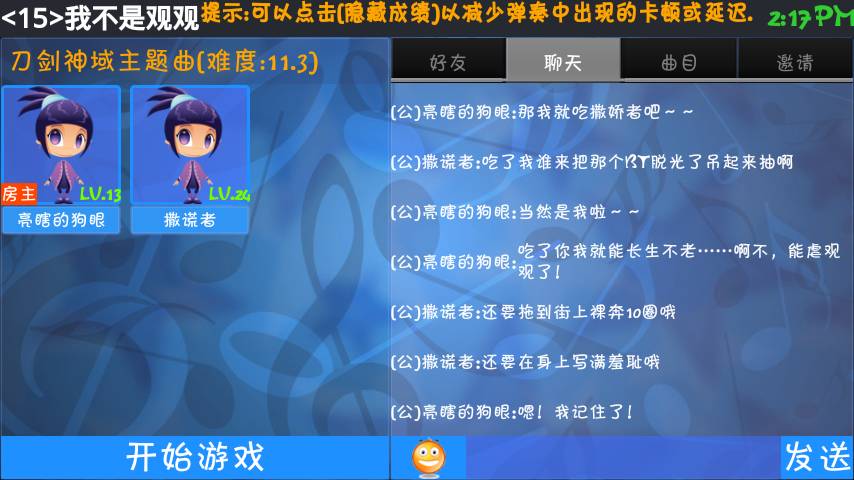 <15>我不是观观
提示:可以点击(隐藏成绩)以减少弹奏中出现的卡顿或延迟.
2:17 PM
刀剑神域主题曲(难度:11.3)
好友
聊天
曲目
邀请
房主
LV.13
LV.24
亮瞎的狗眼
撒谎者
(公)亮瞎的狗眼:那我就吃撒娇者吧~~
(公)撒谎者:吃了我谁来把那个BT脱光了吊起来抽啊
(公)亮瞎的狗眼:当然是我啦~~
(公)亮瞎的狗眼:吃了你我就能长生不老……啊不，能虐观
观了！
(公)撒谎者:还要拖到街上裸奔10圈哦
(公)撒谎者:还要在身上写满羞耻哦
(公)亮瞎的狗眼:嗯！我记住了！
开始游戏
发送